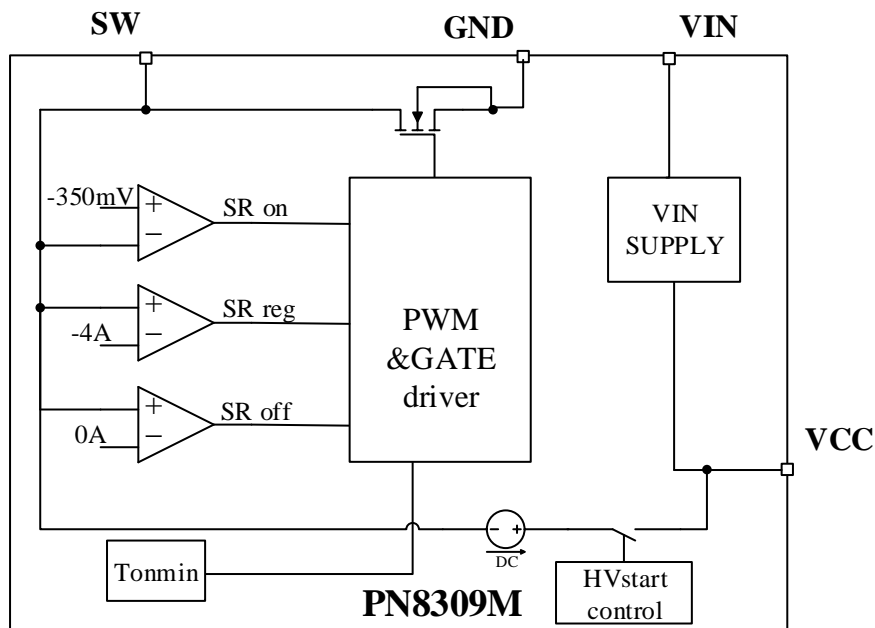 SW
GND
VIN
-350mV
+
−
SR on
VIN
SUPPLY
+
−
-4A
SR reg
PWM
&GATE
driver
+
−
0A
SR off
VCC
- +
DC
Tonmin
HVstart
control
PN8309M